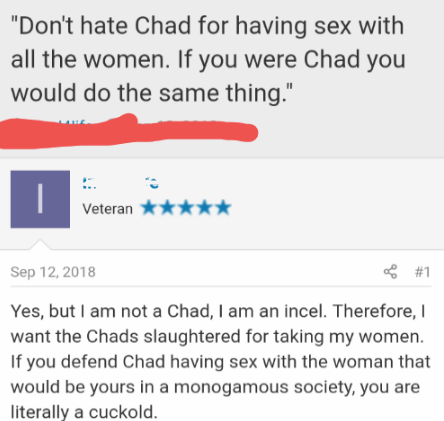 "Don't hate Chad for having sex with
all the women. If you were Chad you
would do the same thing."
I
Veteran ★★★★★
Sep 12, 2018
#1
Yes, but I am not a Chad, I am an incel. Therefore, I
want the Chads slaughtered for taking my women.
If you defend Chad having sex with the woman that
would be yours in a monogamous society, you are
literally a cuckold.